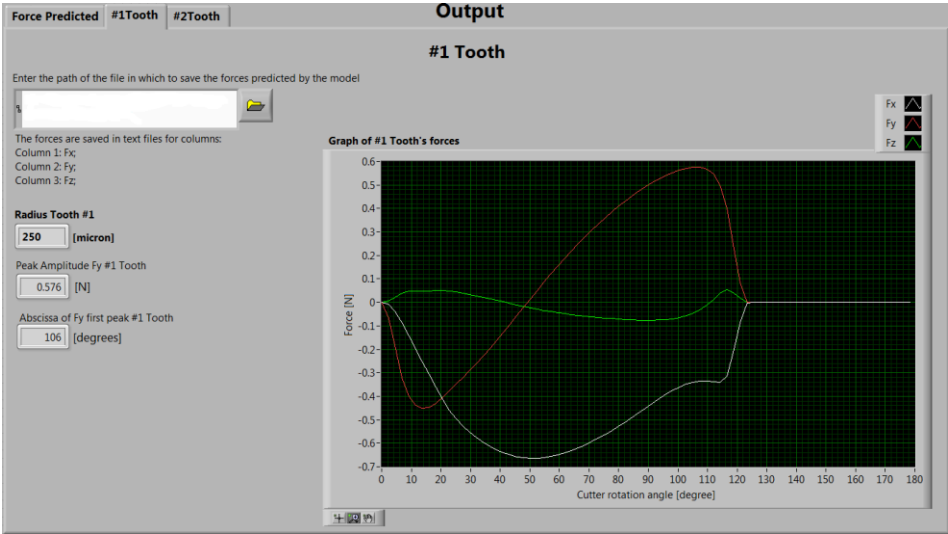 Output
Force Predicted #1Tooth #2Tooth
#1 Tooth
Enter the path of the file in which to save the forces predicted by the model
The forces are saved in text files for columns:
Column 1: Fx;
Column 2: Fy;
Column 3: Fz;
Radius Tooth #1
250 [micron]
Peak Amplitude Fy #1 Tooth
0.576 [N]
Abscissa of Fy first peak #1 Tooth
106 [degrees]
Fx
Fy
Fz
Graph of #1 Tooth's forces
Force [N]
0.6
0.5
0.4
0.3
0.2
0.1
0
-0.1
-0.2
-0.3
-0.4
-0.5
-0.6
-0.7
0 10 20 30 40 50 60 70 80 90 100 110 120 130 140 150 160 170 180
Cutter rotation angle [degree]